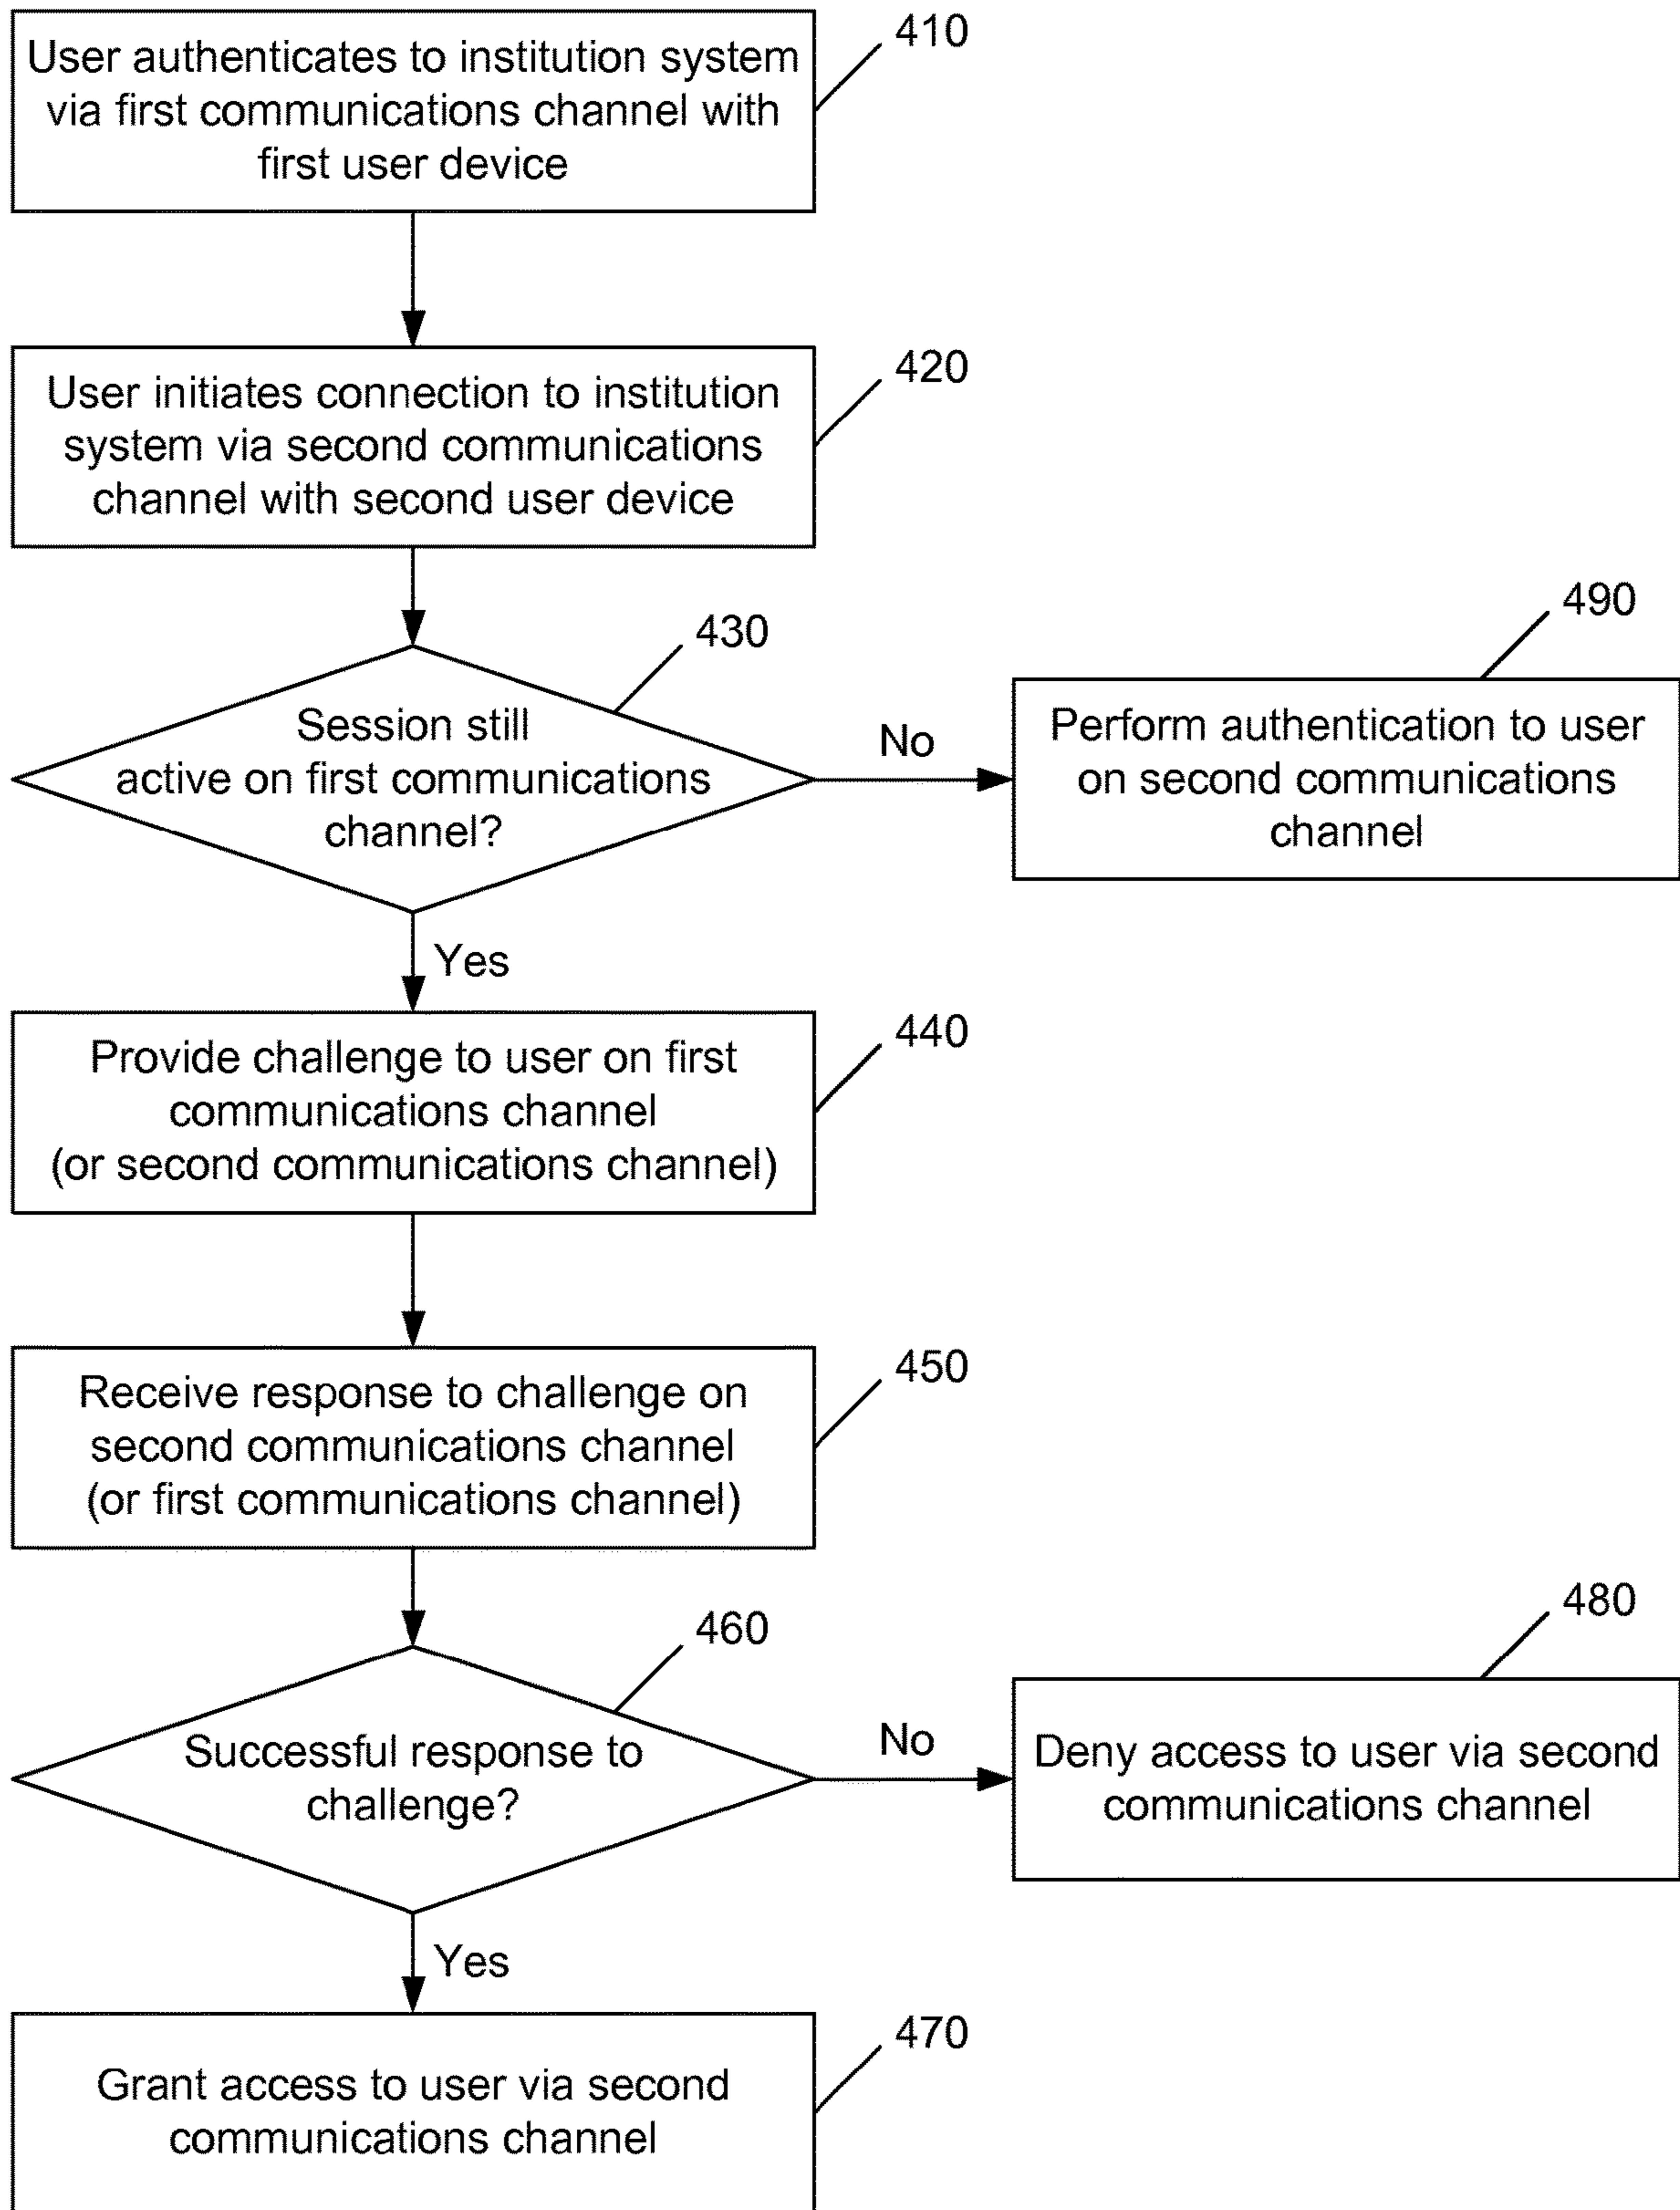 User authenticates to institution system
via first communications channel with
first user device
410
User initiates connection to institution
system via second communications
channel with second user device
420
Session still
active on first communications
channel?
430
No
Perform authentication to user
on second communications
channel
490
Yes
Provide challenge to user on first
communications channel
(or second communications channel)
440
Receive response to challenge on
second communications channel
(or first communications channel)
450
Successful response to
challenge?
460
No
Deny access to user via second
communications channel
480
Yes
Grant access to user via second
communications channel
470